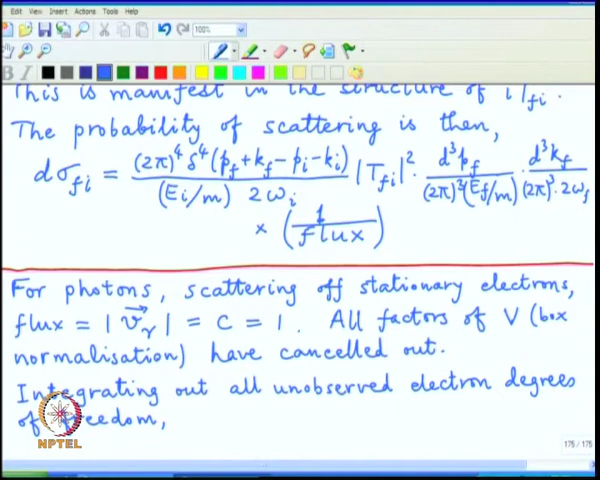 Edit View Insert Actions Tools Help
100%
B I
This is manifest in the structure of i T_fi.
The probability of scattering is then,
dσ_fi = (2π)^4 δ^4(p_f + k_f − p_i − k_i) / ((E_i/m) 2ω_i) |T_fi|^2 · d^3p_f / ((2π)^3 (E_f/m)) · d^3k_f / ((2π)^3 · 2ω_f)
× (1/flux)
For photons, scattering off stationary electrons,
flux = |v⃗_γ| = c = 1. All factors of V (box
normalisation) have cancelled out.
Integrating out all unobserved electron degrees
of freedom,
NPTEL
175 / 175